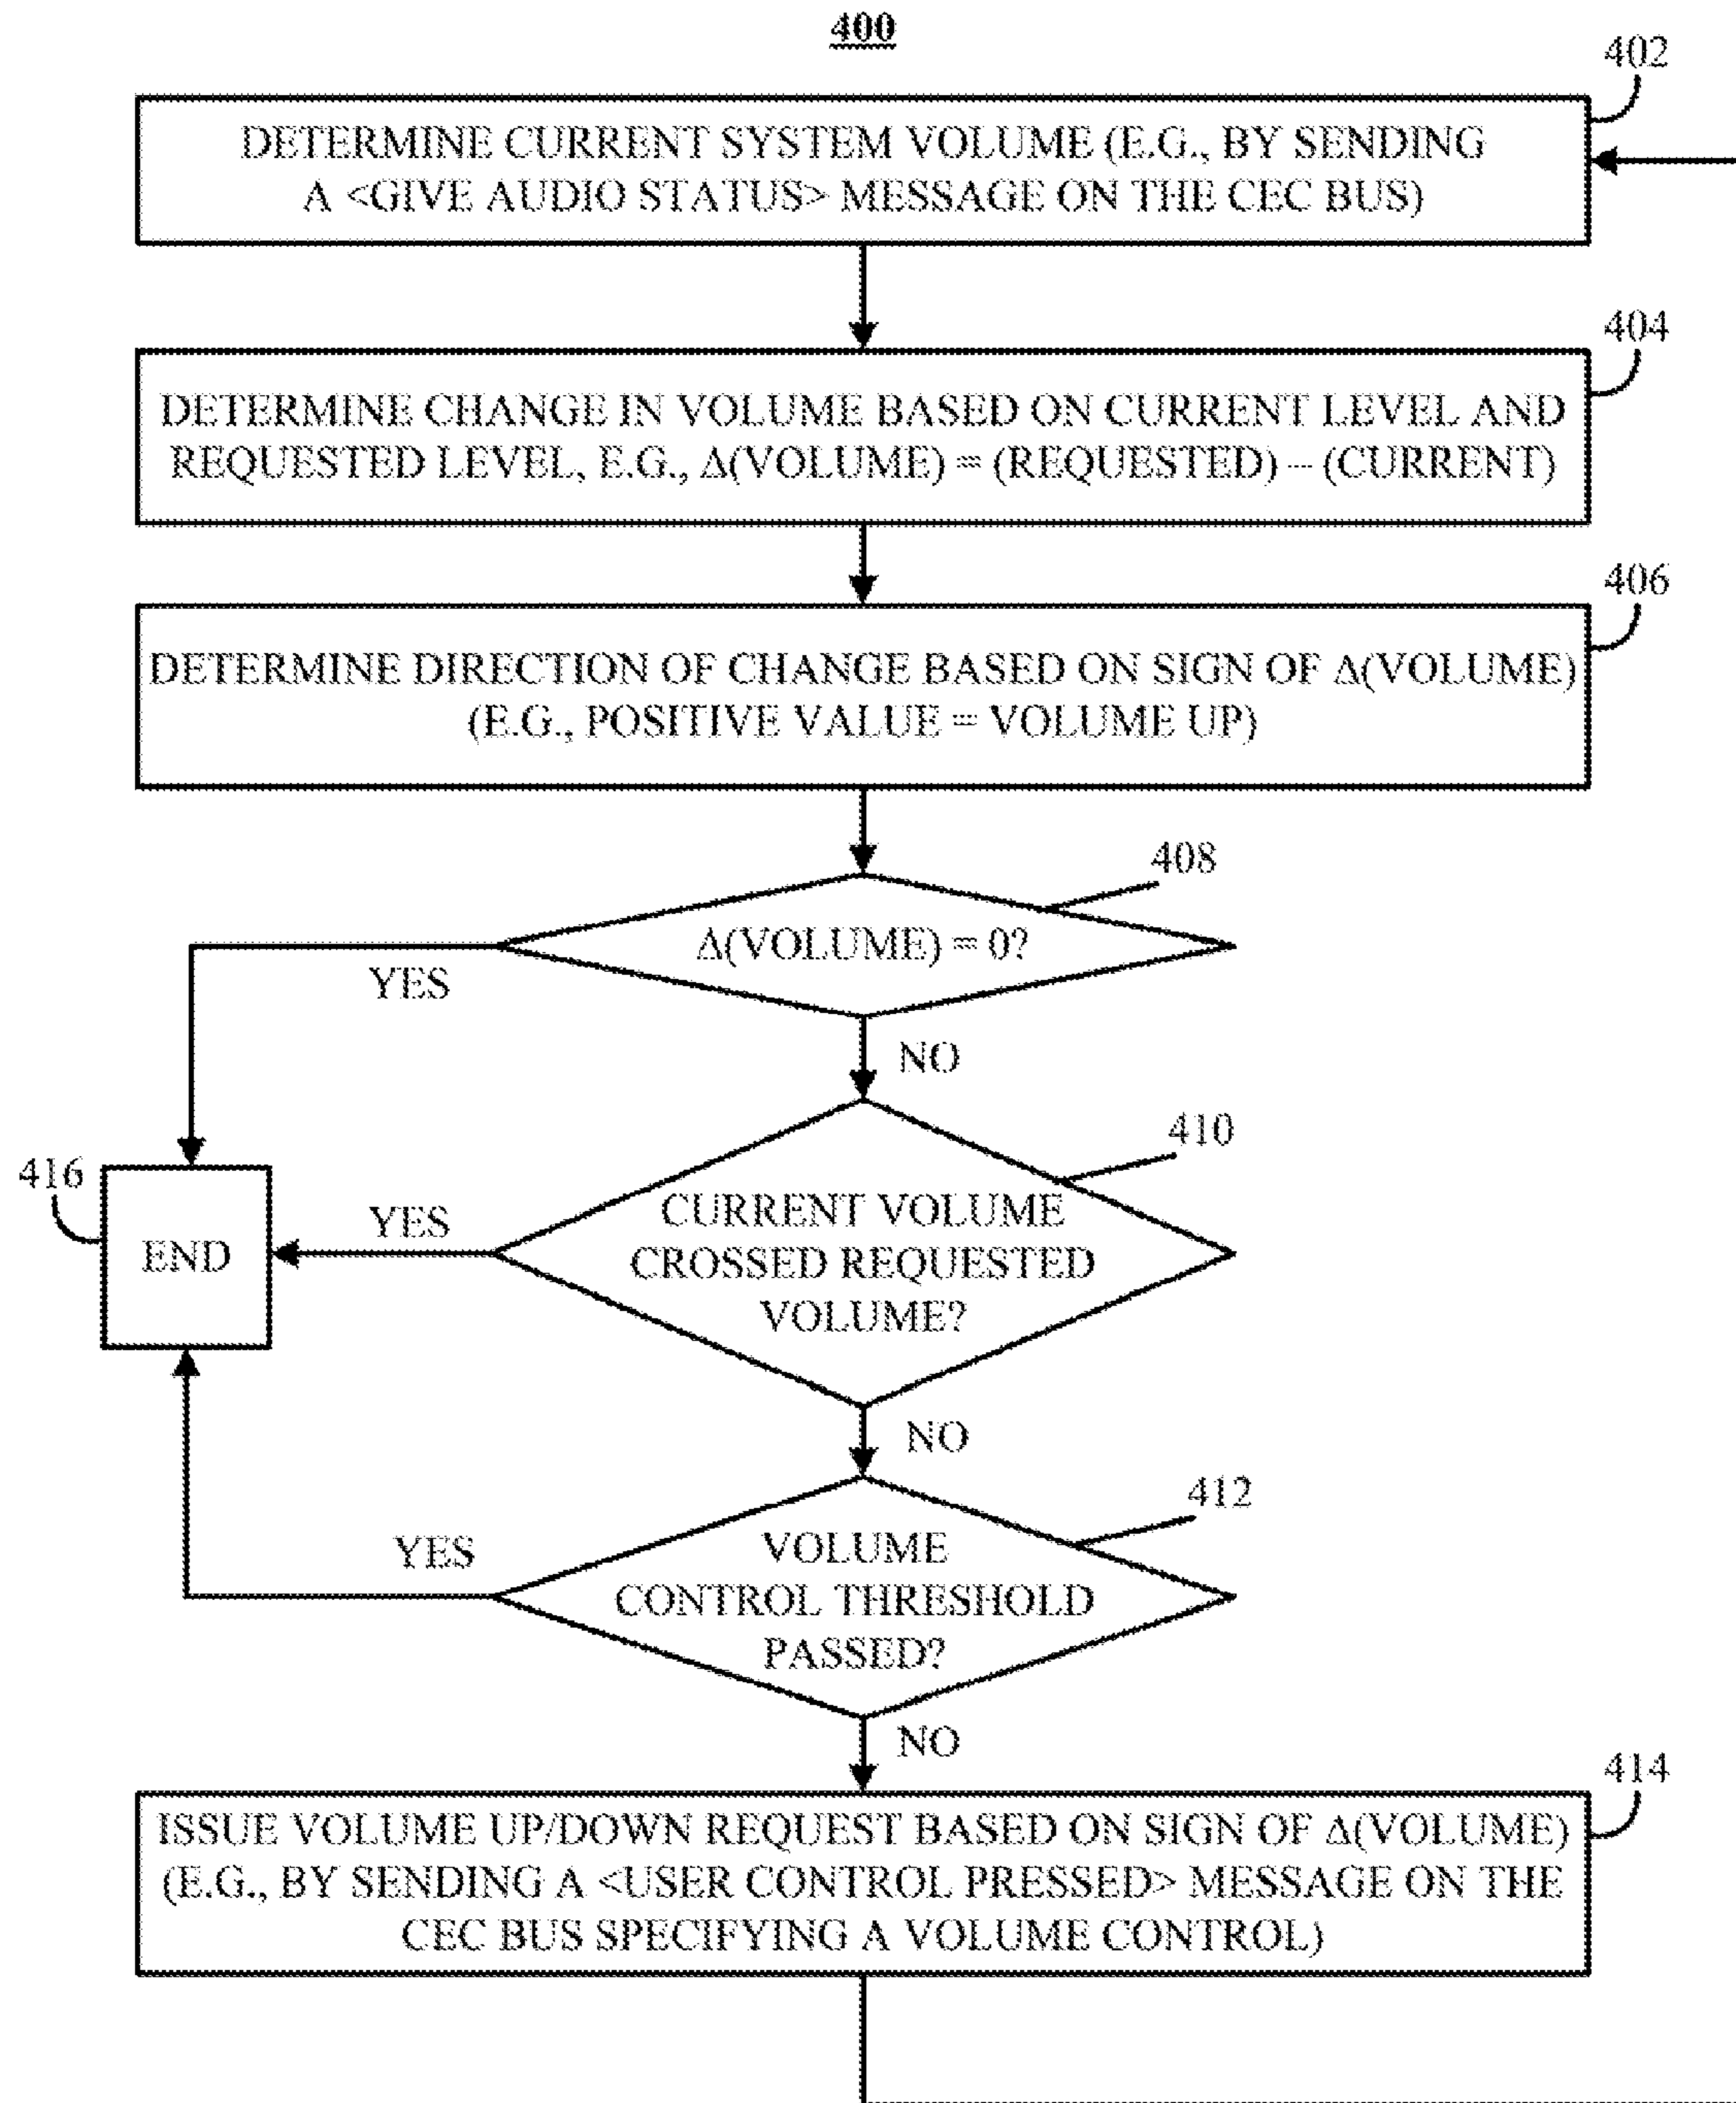 400
402
DETERMINE CURRENT SYSTEM VOLUME (E.G., BY SENDING
A <GIVE AUDIO STATUS> MESSAGE ON THE CEC BUS)
404
DETERMINE CHANGE IN VOLUME BASED ON CURRENT LEVEL AND
REQUESTED LEVEL, E.G., Δ(VOLUME) = (REQUESTED) – (CURRENT)
406
DETERMINE DIRECTION OF CHANGE BASED ON SIGN OF Δ(VOLUME)
(E.G., POSITIVE VALUE = VOLUME UP)
408
Δ(VOLUME) = 0?
YES
NO
410
416
CURRENT VOLUME
CROSSED REQUESTED
VOLUME?
YES
END
NO
412
VOLUME
CONTROL THRESHOLD
PASSED?
YES
NO
414
ISSUE VOLUME UP/DOWN REQUEST BASED ON SIGN OF Δ(VOLUME)
(E.G., BY SENDING A <USER CONTROL PRESSED> MESSAGE ON THE
CEC BUS SPECIFYING A VOLUME CONTROL)